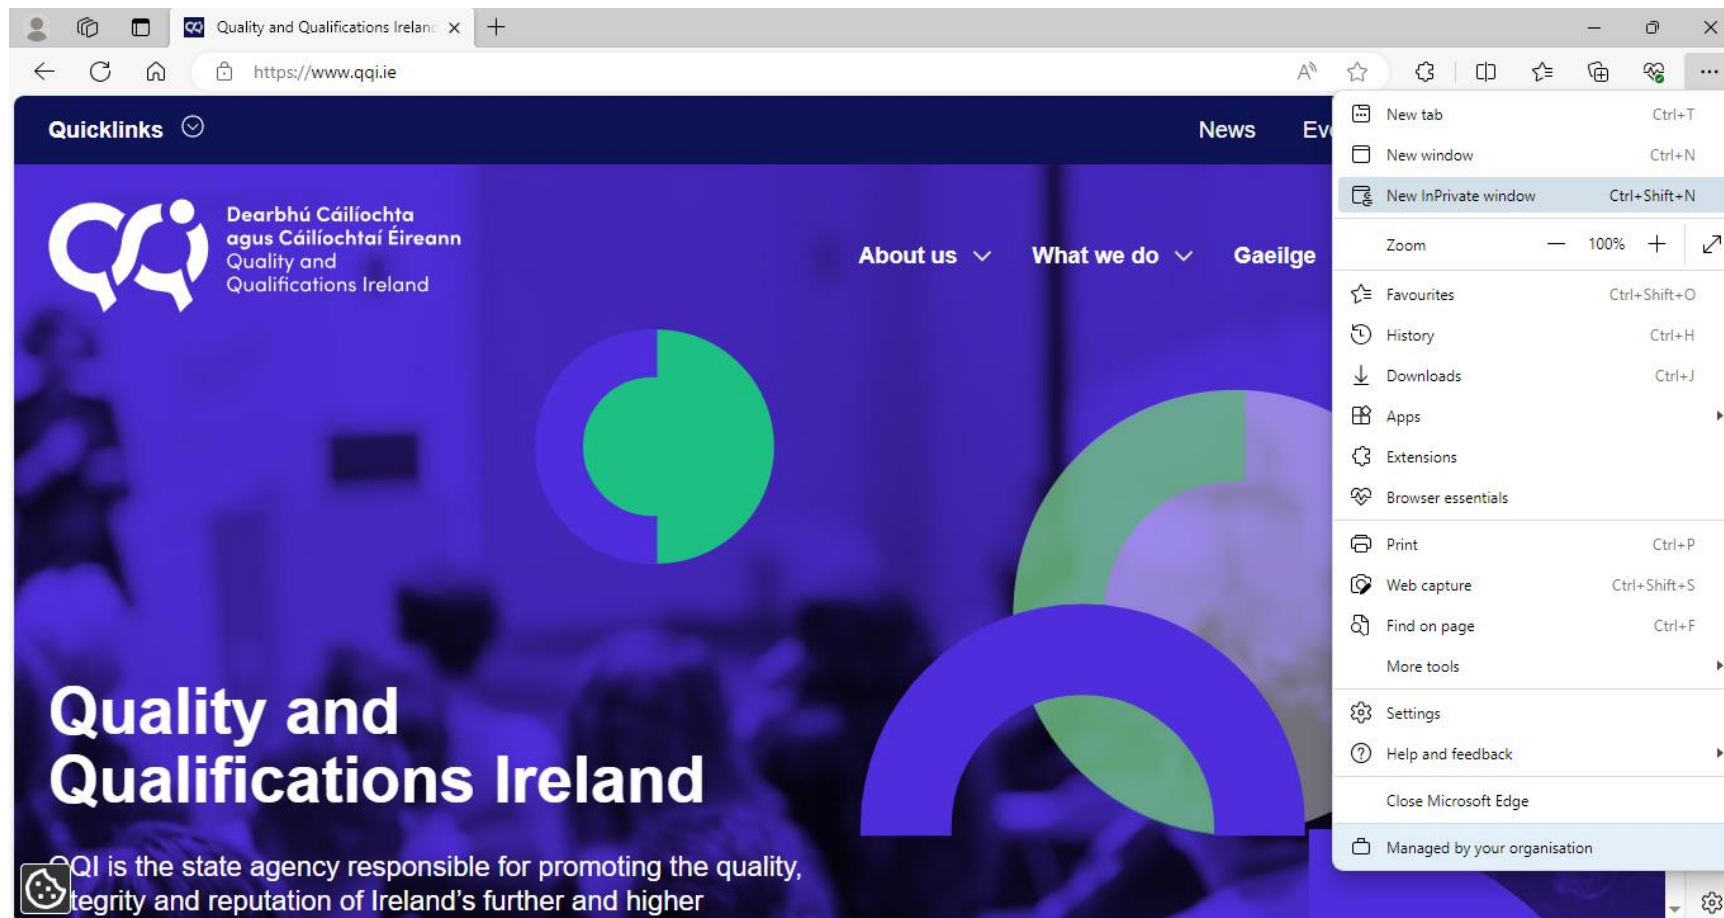 Quality and Qualifications Irelan
https://www.qqi.ie
Quicklinks
News
Eve
Dearbhú Cáilíochta
agus Cáilíochtaí Éireann
Quality and
Qualifications Ireland
About us
What we do
Gaeilge
Quality and
Qualifications Ireland
QQI is the state agency responsible for promoting the quality,
tegrity and reputation of Ireland's further and higher
New tab Ctrl+T
New window Ctrl+N
New InPrivate window Ctrl+Shift+N
Zoom — 100% +
Favourites Ctrl+Shift+O
History Ctrl+H
Downloads Ctrl+J
Apps
Extensions
Browser essentials
Print Ctrl+P
Web capture Ctrl+Shift+S
Find on page Ctrl+F
More tools
Settings
Help and feedback
Close Microsoft Edge
Managed by your organisation